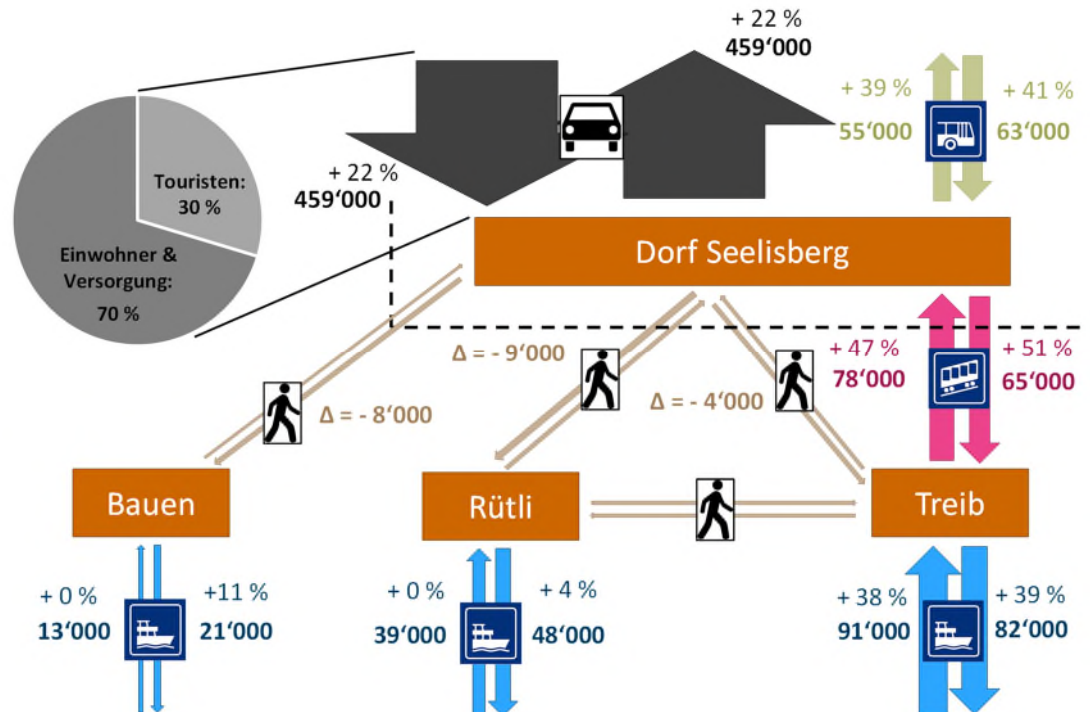 + 22 %
459‘000
+ 39 %
55‘000
+ 41 %
63‘000
Touristen:
30 %
Einwohner &
Versorgung:
70 %
+ 22 %
459‘000
Dorf Seelisberg
Δ = - 9‘000
Δ = - 8‘000
Δ = - 4‘000
+ 47 %
78‘000
+ 51 %
65‘000
Bauen
Rütli
Treib
+ 0 %
13‘000
+11 %
21‘000
+ 0 %
39‘000
+ 4 %
48‘000
+ 38 %
91‘000
+ 39 %
82‘000